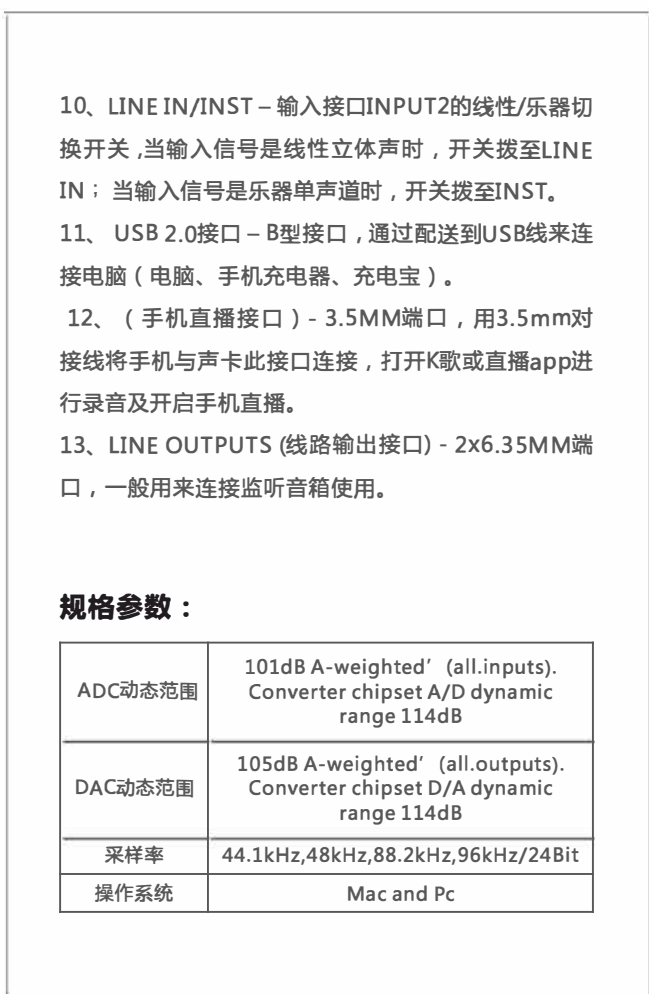 10、LINE IN/INST – 输入接口INPUT2的线性/乐器切
换开关 ,当输入信号是线性立体声时，开关拨至LINE
IN； 当输入信号是乐器单声道时，开关拨至INST。
11、 USB 2.0接口 – B型接口，通过配送到USB线来连
接电脑（电脑、手机充电器、充电宝）。
12、（手机直播接口）- 3.5MM端口，用3.5mm对
接线将手机与声卡此接口连接，打开K歌或直播app进
行录音及开启手机直播。
13、LINE OUTPUTS (线路输出接口) - 2x6.35MM端
口，一般用来连接监听音箱使用。
规格参数：
ADC动态范围
101dB A-weighted′ (all.inputs).
Converter chipset A/D dynamic
range 114dB
DAC动态范围
105dB A-weighted′ (all.outputs).
Converter chipset D/A dynamic
range 114dB
采样率
44.1kHz,48kHz,88.2kHz,96kHz/24Bit
操作系统
Mac and Pc